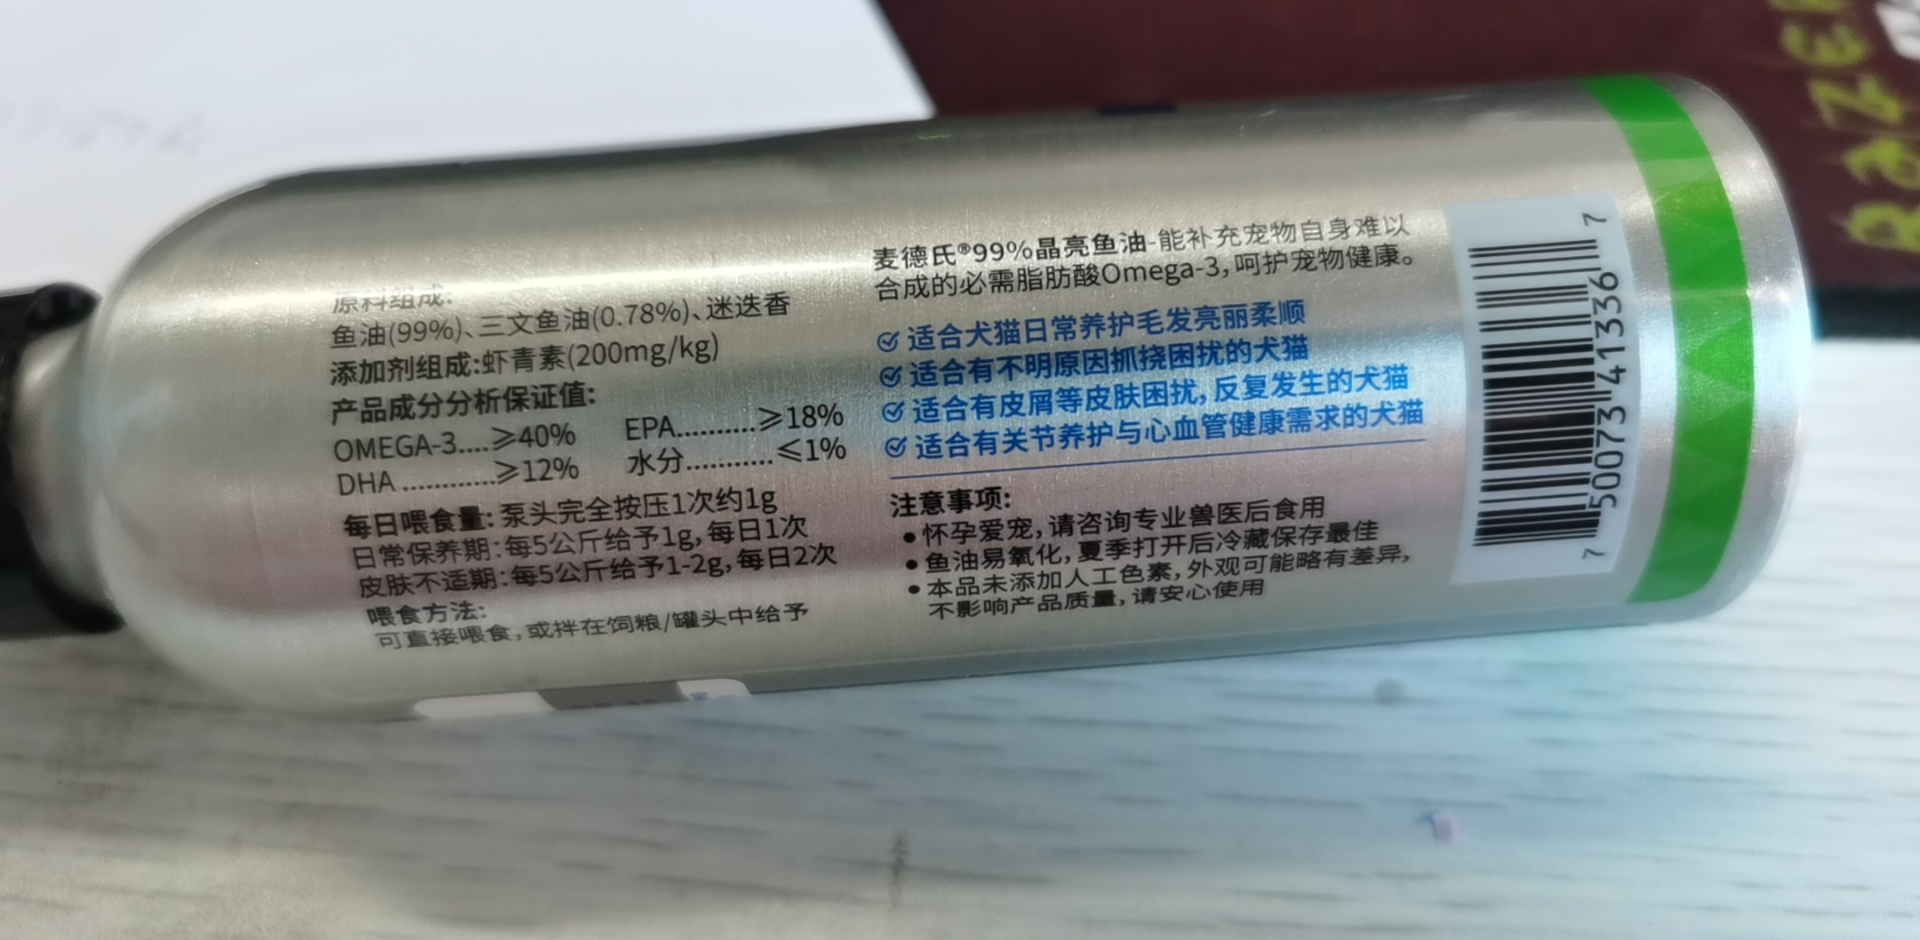 原料组成:
鱼油(99%)、三文鱼油(0.78%)、迷迭香
添加剂组成:虾青素(200mg/kg)
产品成分分析保证值:
OMEGA-3....≥40% EPA..........≥18%
DHA ............≥12% 水分...........≤1%
每日喂食量: 泵头完全按压1次约1g
日常保养期:每5公斤给予1g,每日1次
皮肤不适期:每5公斤给予1-2g,每日2次
喂食方法:
可直接喂食,或拌在饲粮/罐头中给予
麦德氏®99%晶亮鱼油-能补充宠物自身难以
合成的必需脂肪酸Omega-3,呵护宠物健康。
适合犬猫日常养护毛发亮丽柔顺
适合有不明原因抓挠困扰的犬猫
适合有皮屑等皮肤困扰,反复发生的犬猫
适合有关节养护与心血管健康需求的犬猫
注意事项:
• 怀孕爱宠,请咨询专业兽医后食用
• 鱼油易氧化,夏季打开后冷藏保存最佳
• 本品未添加人工色素,外观可能略有差异,
不影响产品质量,请安心使用
7 50073 41336 7